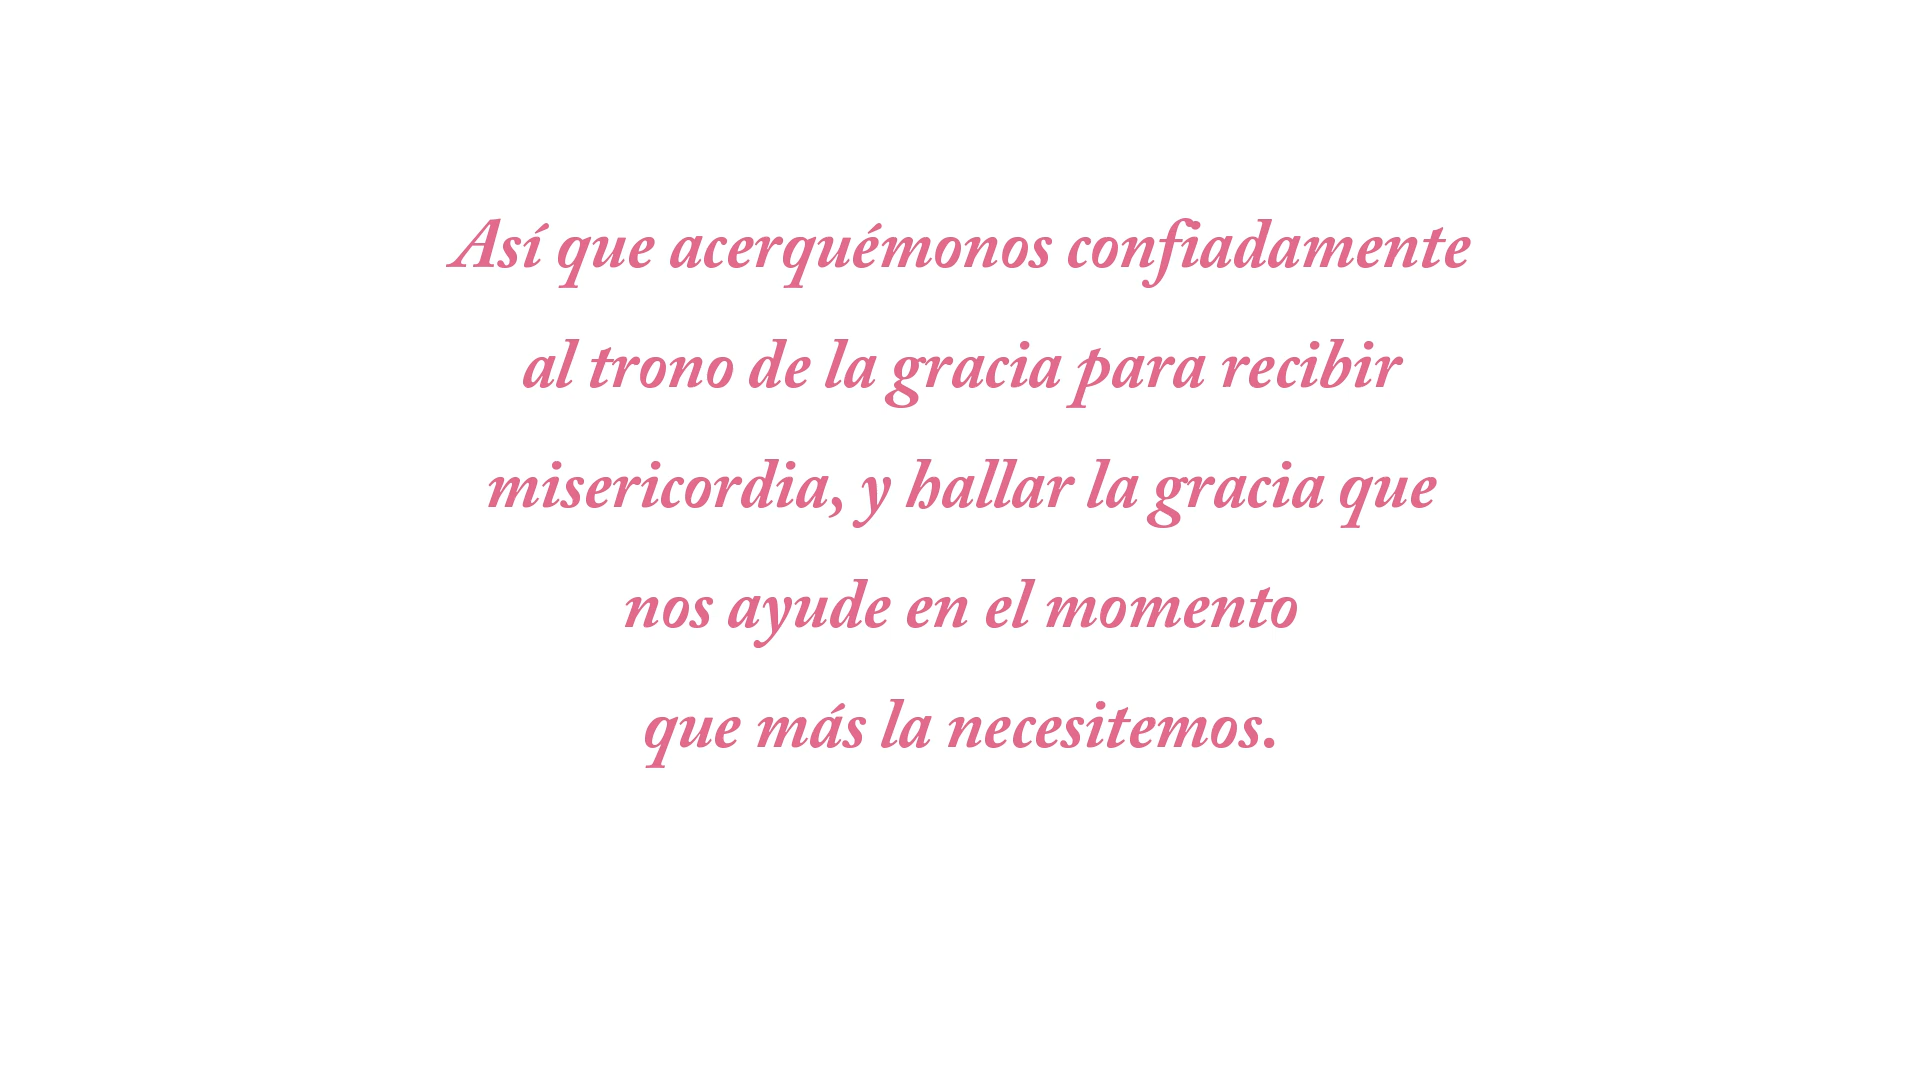 Así que acerquémonos confiadamente
al trono de la gracia para recibir
misericordia, y hallar la gracia que
nos ayude en el momento
que más la necesitemos.